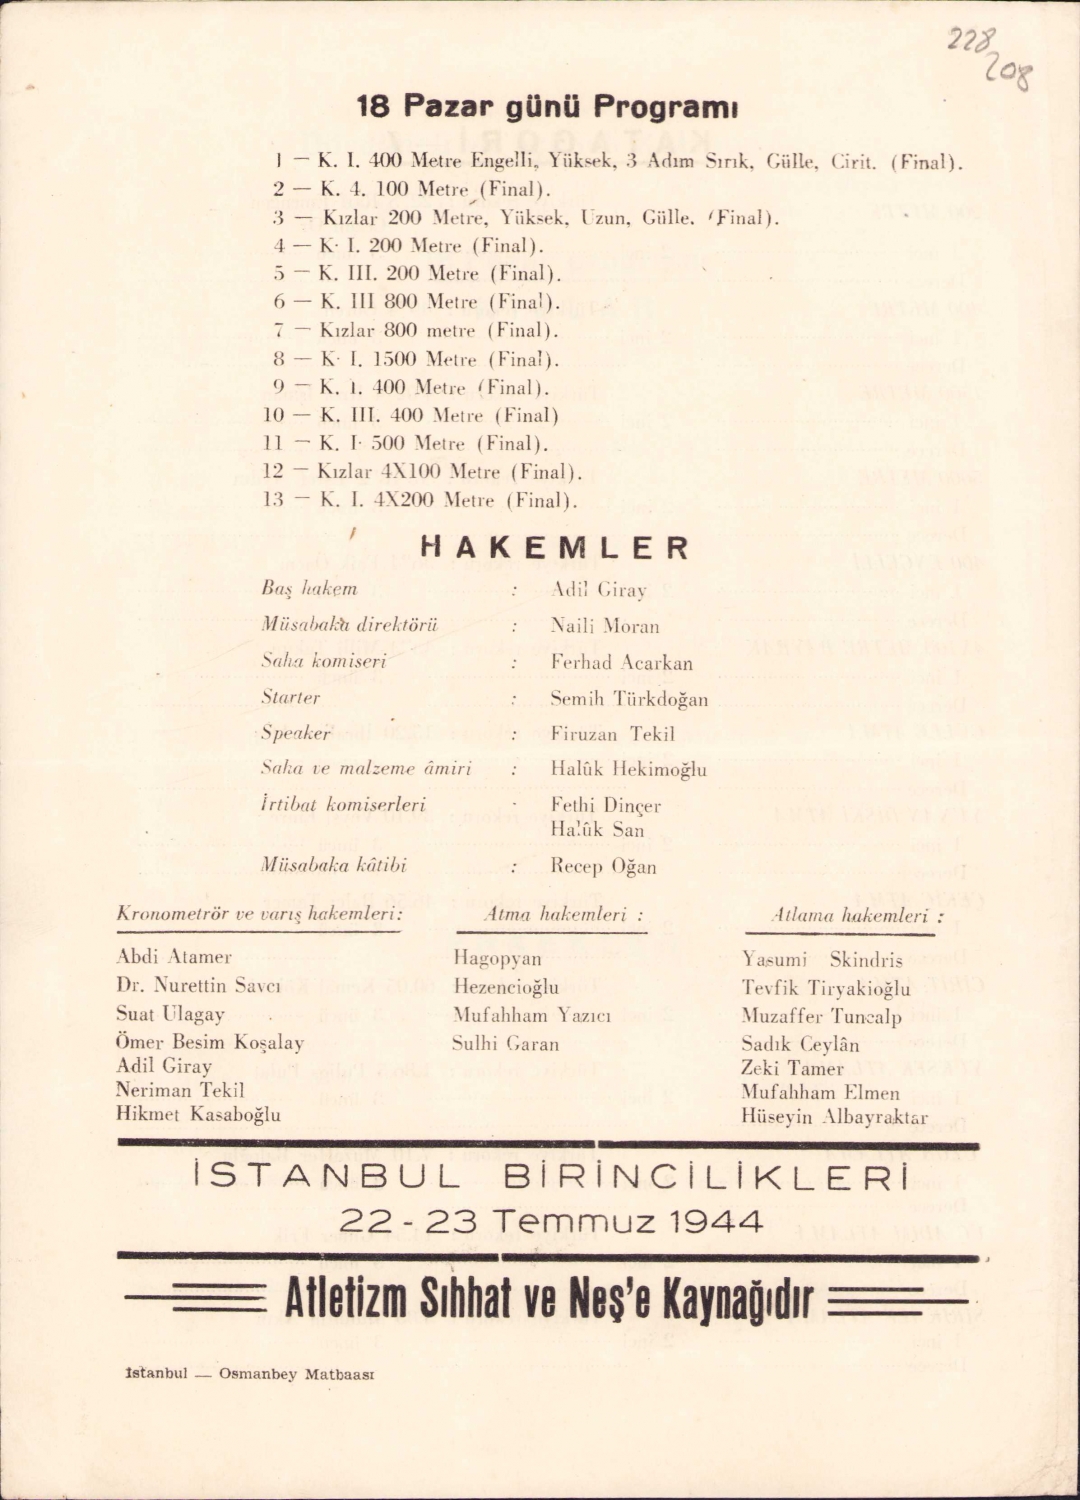 228
208
18 Pazar günü Programı
1 — K. I. 400 Metre Engelli, Yüksek, 3 Adım Sırık, Gülle, Cirit. (Final).
2 — K. 4. 100 Metre (Final).
3 — Kızlar 200 Metre, Yüksek, Uzun, Gülle. (Final).
4 — K· I. 200 Metre (Final).
5 — K. III. 200 Metre (Final).
6 — K. III 800 Metre (Final).
7 — Kızlar 800 metre (Final).
8 — K· I. 1500 Metre (Final).
9 — K. I. 400 Metre (Final).
10 — K. III. 400 Metre (Final)
11 — K. I· 500 Metre (Final).
12 — Kızlar 4X100 Metre (Final).
13 — K. I. 4X200 Metre (Final).
HAKEMLER
Baş hakem : Adil Giray
Müsabaka direktörü : Naili Moran
Saha komiseri : Ferhad Acarkan
Starter : Semih Türkdoğan
Speaker : Firuzan Tekil
Saka ve malzeme âmiri : Halûk Hekimoğlu
İrtibat komiserleri - Fethi Dinçer
Halûk San
Müsabaka kâtibi : Recep Oğan
Kronometrör ve varış hakemleri:
Abdi Atamer
Dr. Nurettin Savcı
Suat Ulagay
Ömer Besim Koşalay
Adil Giray
Neriman Tekil
Hikmet Kasaboğlu
Atma hakemleri :
Hagopyan
Hezencioğlu
Mufahham Yazıcı
Sulhi Garan
Atlama hakemleri :
Yasumi Skindris
Tevfik Tiryakioğlu
Muzaffer Tuncalp
Sadık Ceylân
Zeki Tamer
Mufahham Elmen
Hüseyin Albayraktar
İSTANBUL BİRİNCİLİKLERİ
22 - 23 Temmuz 1944
Atletizm Sıhhat ve Neş'e Kaynağıdır
İstanbul — Osmanbey Matbaası